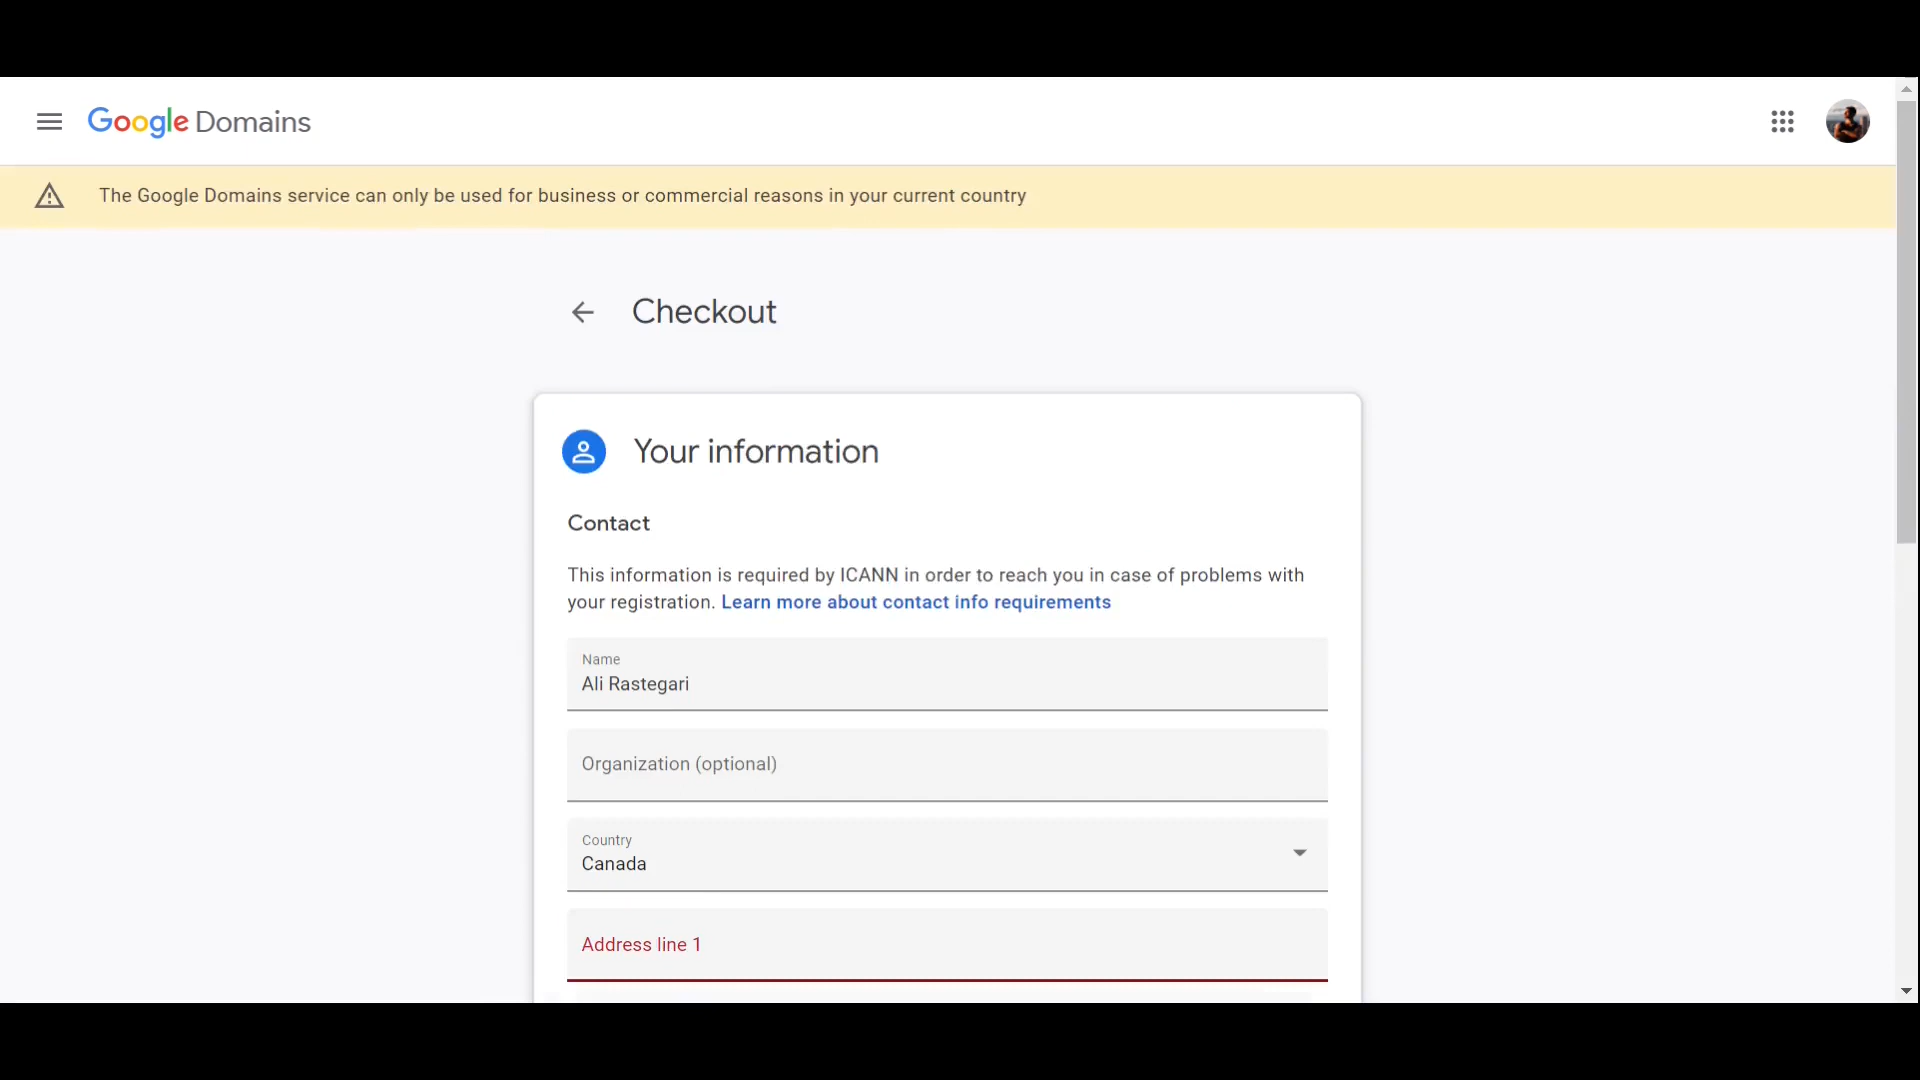 Google Domains
The Google Domains service can only be used for business or commercial reasons in your current country
Checkout
Your information
Contact
This information is required by ICANN in order to reach you in case of problems with
your registration. Learn more about contact info requirements
Name
Ali Rastegari
Organization (optional)
Country
Canada
Address line 1